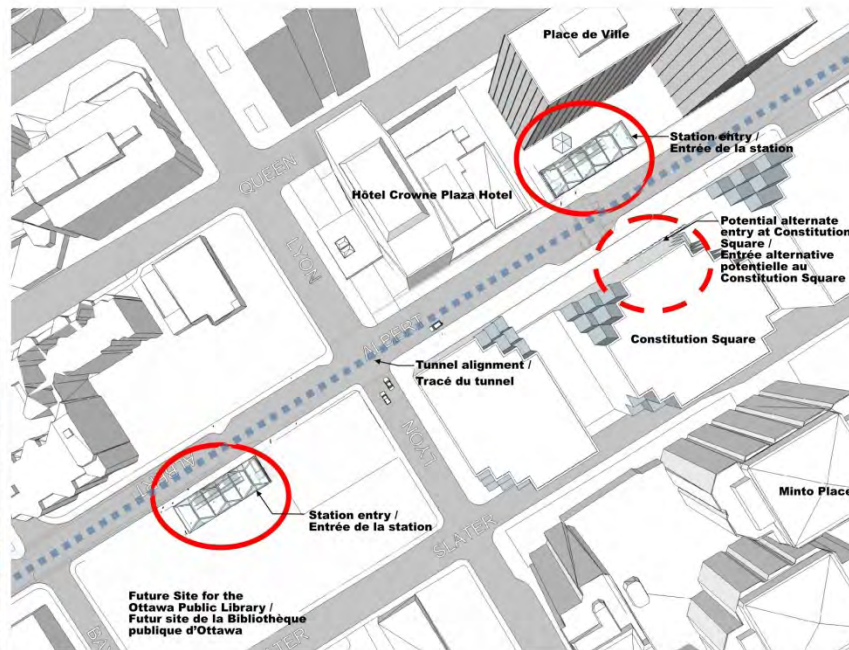 Place de Ville
Station entry /
Entrée de la station
QUEEN
Hôtel Crowne Plaza Hotel
Potential alternate
entry at Constitution
Square /
Entrée alternative
potentielle au
Constitution Square
LYON
ALBERT
Constitution Square
Tunnel alignment /
Tracé du tunnel
LYON
ALBERT
Minto Place
Station entry /
Entrée de la station
SLATER
Future Site for the
Ottawa Public Library /
Futur site de la Bibliothèque
publique d'Ottawa